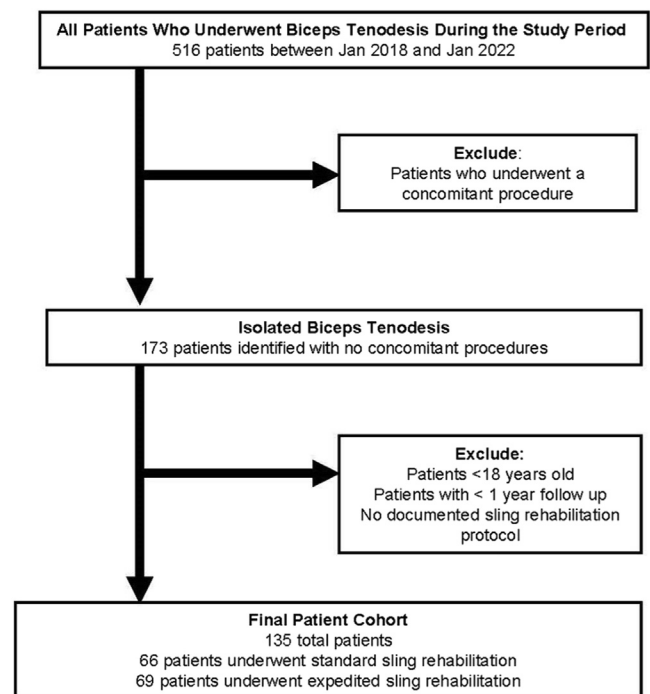 All Patients Who Underwent Biceps Tenodesis During the Study Period
516 patients between Jan 2018 and Jan 2022
Exclude:
Patients who underwent a
concomitant procedure
Isolated Biceps Tenodesis
173 patients identified with no concomitant procedures
Exclude:
Patients <18 years old
Patients with < 1 year follow up
No documented sling rehabilitation
protocol
Final Patient Cohort
135 total patients
66 patients underwent standard sling rehabilitation
69 patients underwent expedited sling rehabilitation